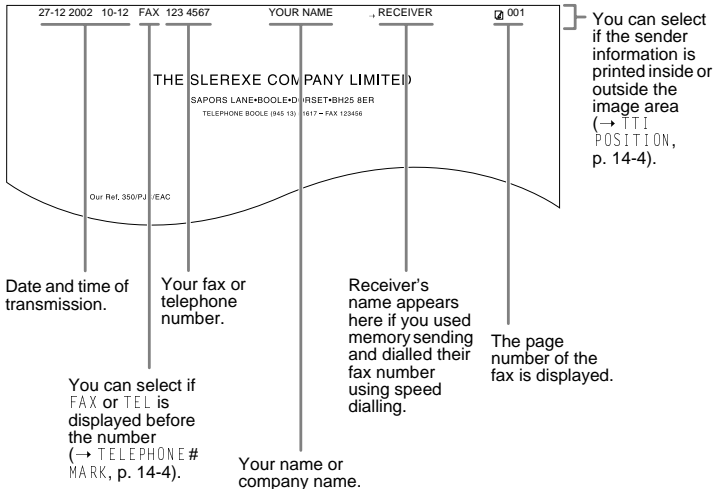 27-12 2002 10-12 FAX 123 4567 YOUR NAME → RECEIVER 001
THE SLEREXE COMPANY LIMITED
SAPORS LANE•BOOLE•DORSET•BH25 8ER
TELEPHONE BOOLE (945 13) 1617 – FAX 123456
Our Ref. 350/PJ /EAC
You can select
if the sender
information is
printed inside or
outside the
image area
(→ TTI
POSITION,
p. 14-4).
Date and time of
transmission.
You can select if
FAX or TEL is
displayed before
the number
(→ TELEPHONE#
MARK, p. 14-4).
Your fax or
telephone
number.
Your name or
company name.
Receiver's
name appears
here if you used
memory sending
and dialled their
fax number
using speed
dialling.
The page
number of the
fax is displayed.